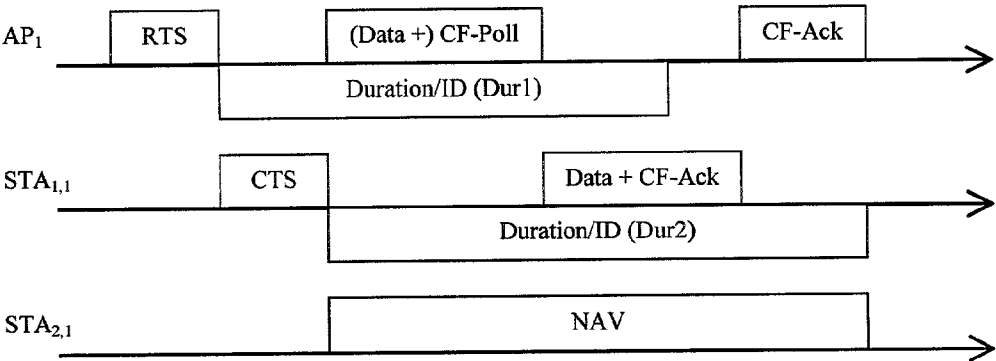 AP1 RTS (Data +) CF-Poll CF-Ack
Duration/ID (Dur1)
STA1,1 CTS Data + CF-Ack
Duration/ID (Dur2)
STA2,1 NAV